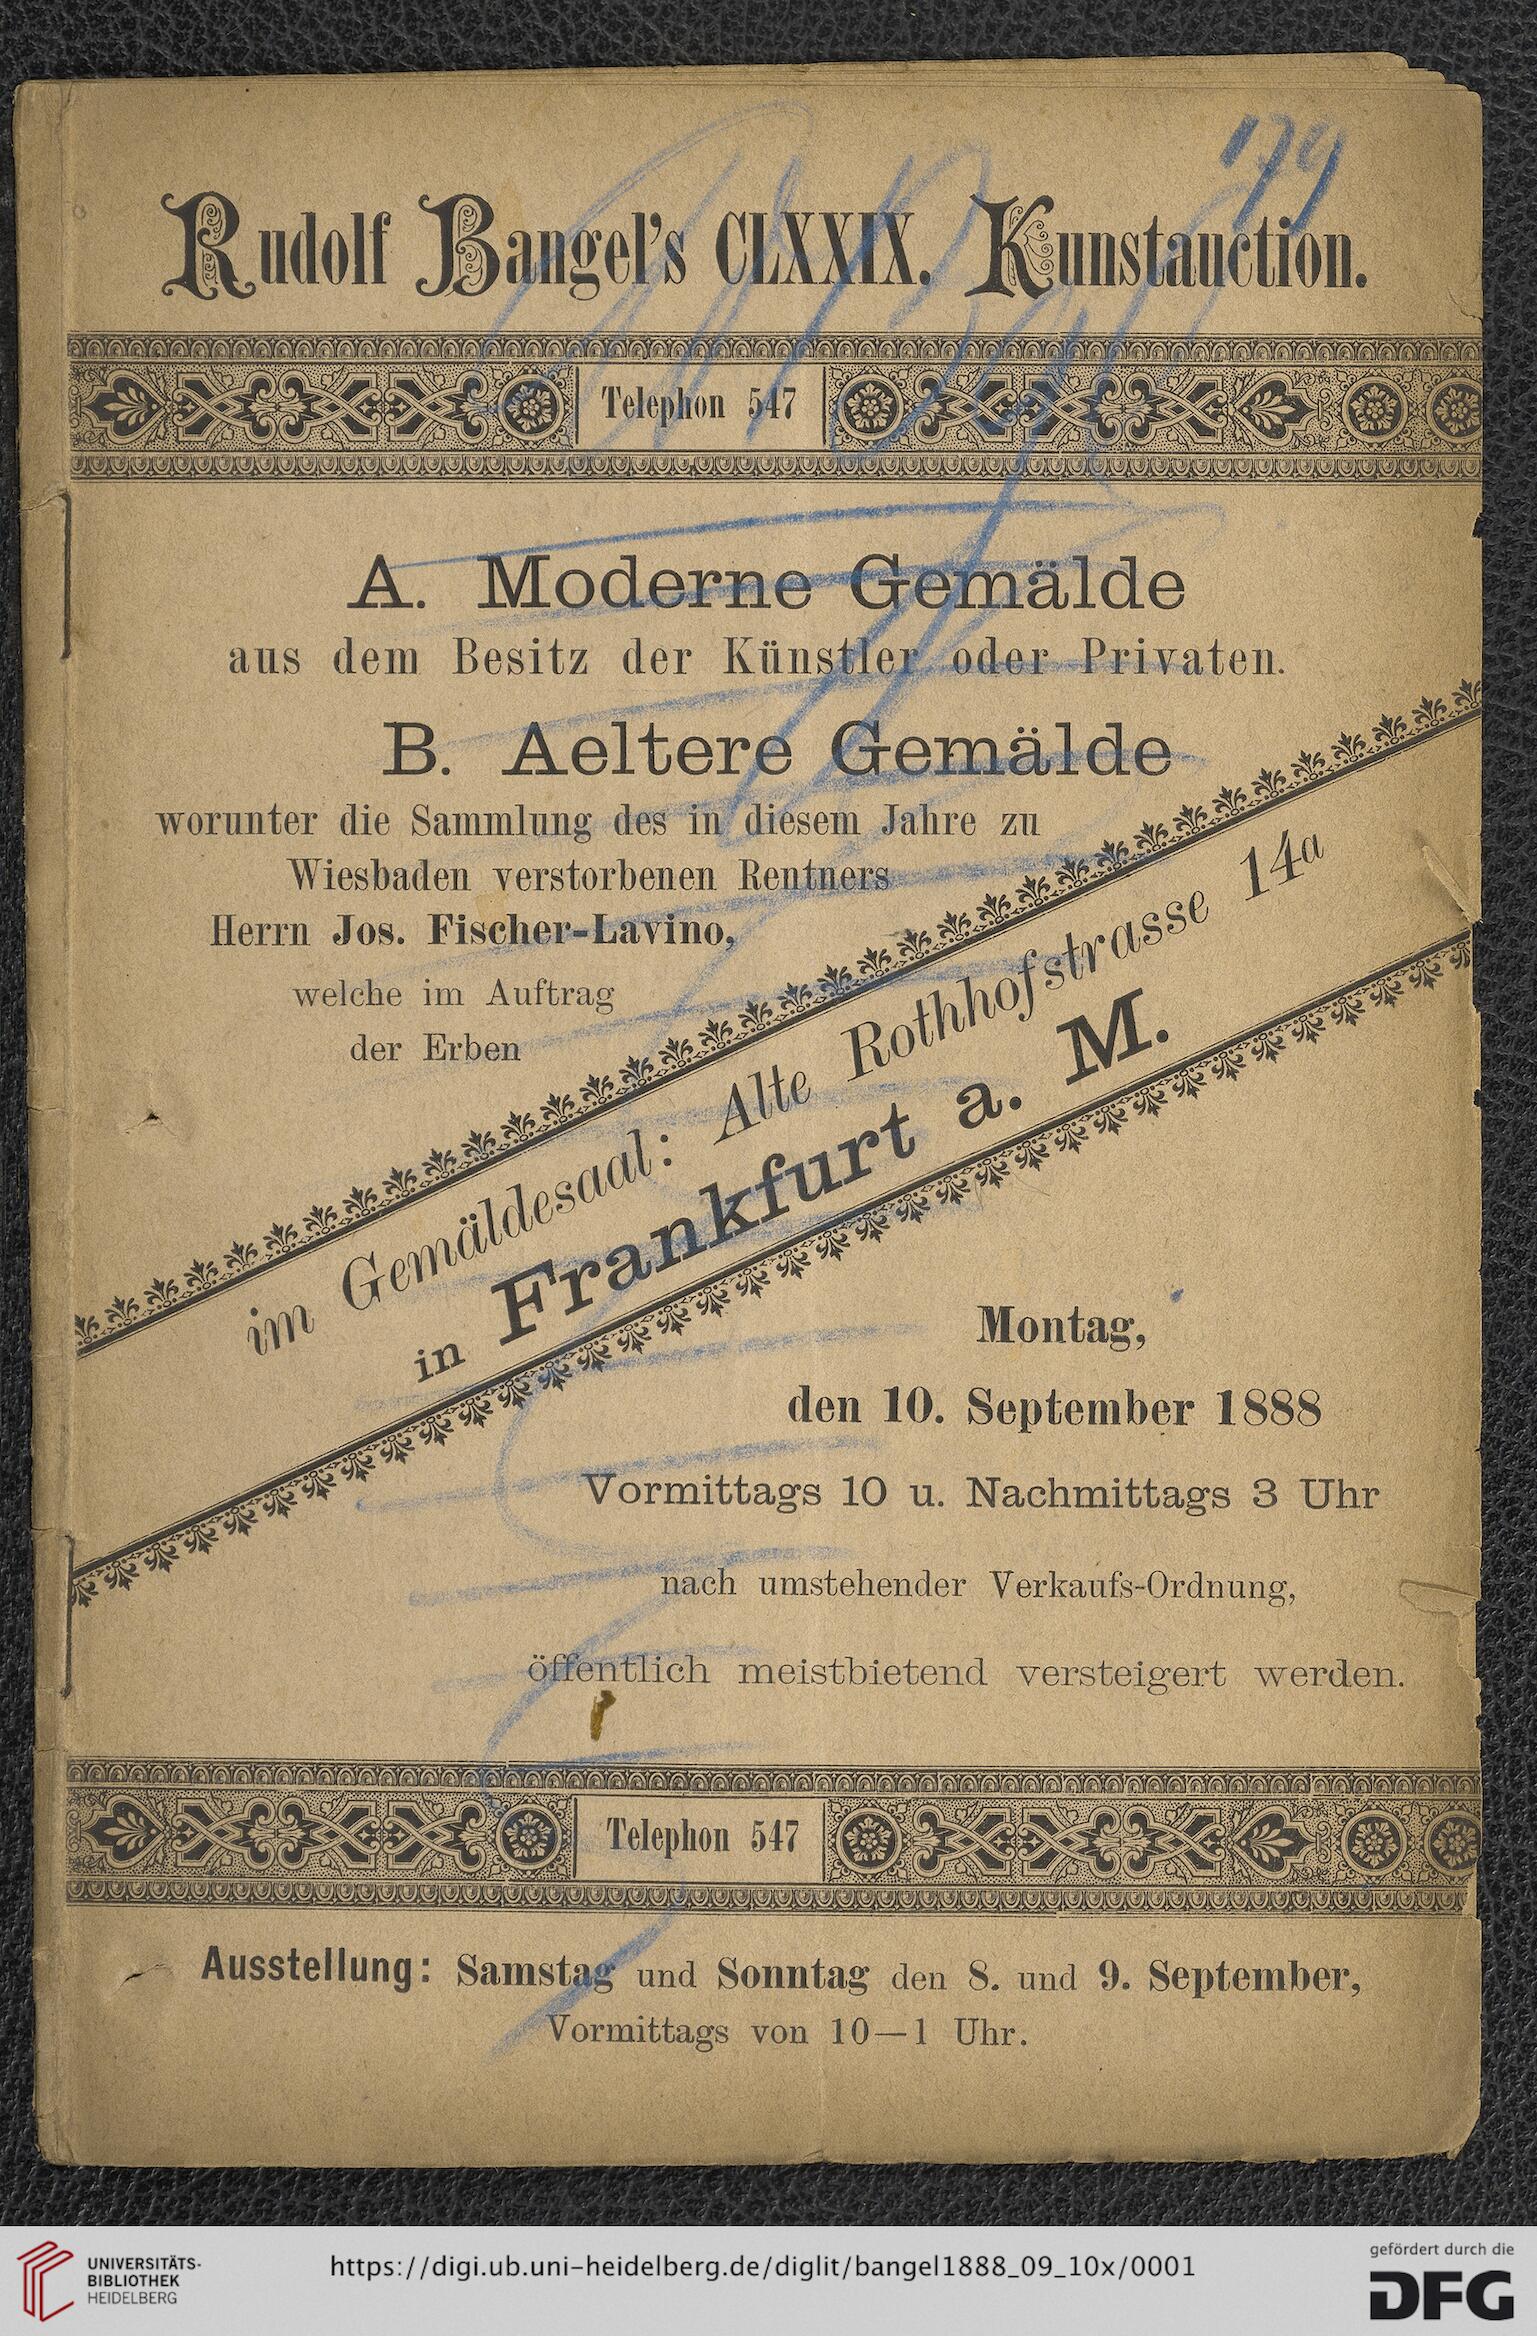 179
Rudolf Bangel's CLXXIX. Kunstauction.
Telephon 547
A. Moderne Gemälde
aus dem Besitz der Künstler oder Privaten.
B. Aeltere Gemälde
worunter die Sammlung des in diesem Jahre zu
Wiesbaden verstorbenen Rentners
Herrn Jos. Fischer-Lavino,
welche im Auftrag
der Erben
im Gemäldesaal: Alte Rothhofstrasse 14a
in Frankfurt a. M.
Montag,
den 10. September 1888
Vormittags 10 u. Nachmittags 3 Uhr
nach umstehender Verkaufs-Ordnung,
öffentlich meistbietend versteigert werden.
Telephon 547
Ausstellung: Samstag und Sonntag den 8. und 9. September,
Vormittags von 10—1 Uhr.
UNIVERSITÄTS-
BIBLIOTHEK
HEIDELBERG
https://digi.ub.uni-heidelberg.de/diglit/bangel1888_09_10x/0001
gefördert durch die
DFG